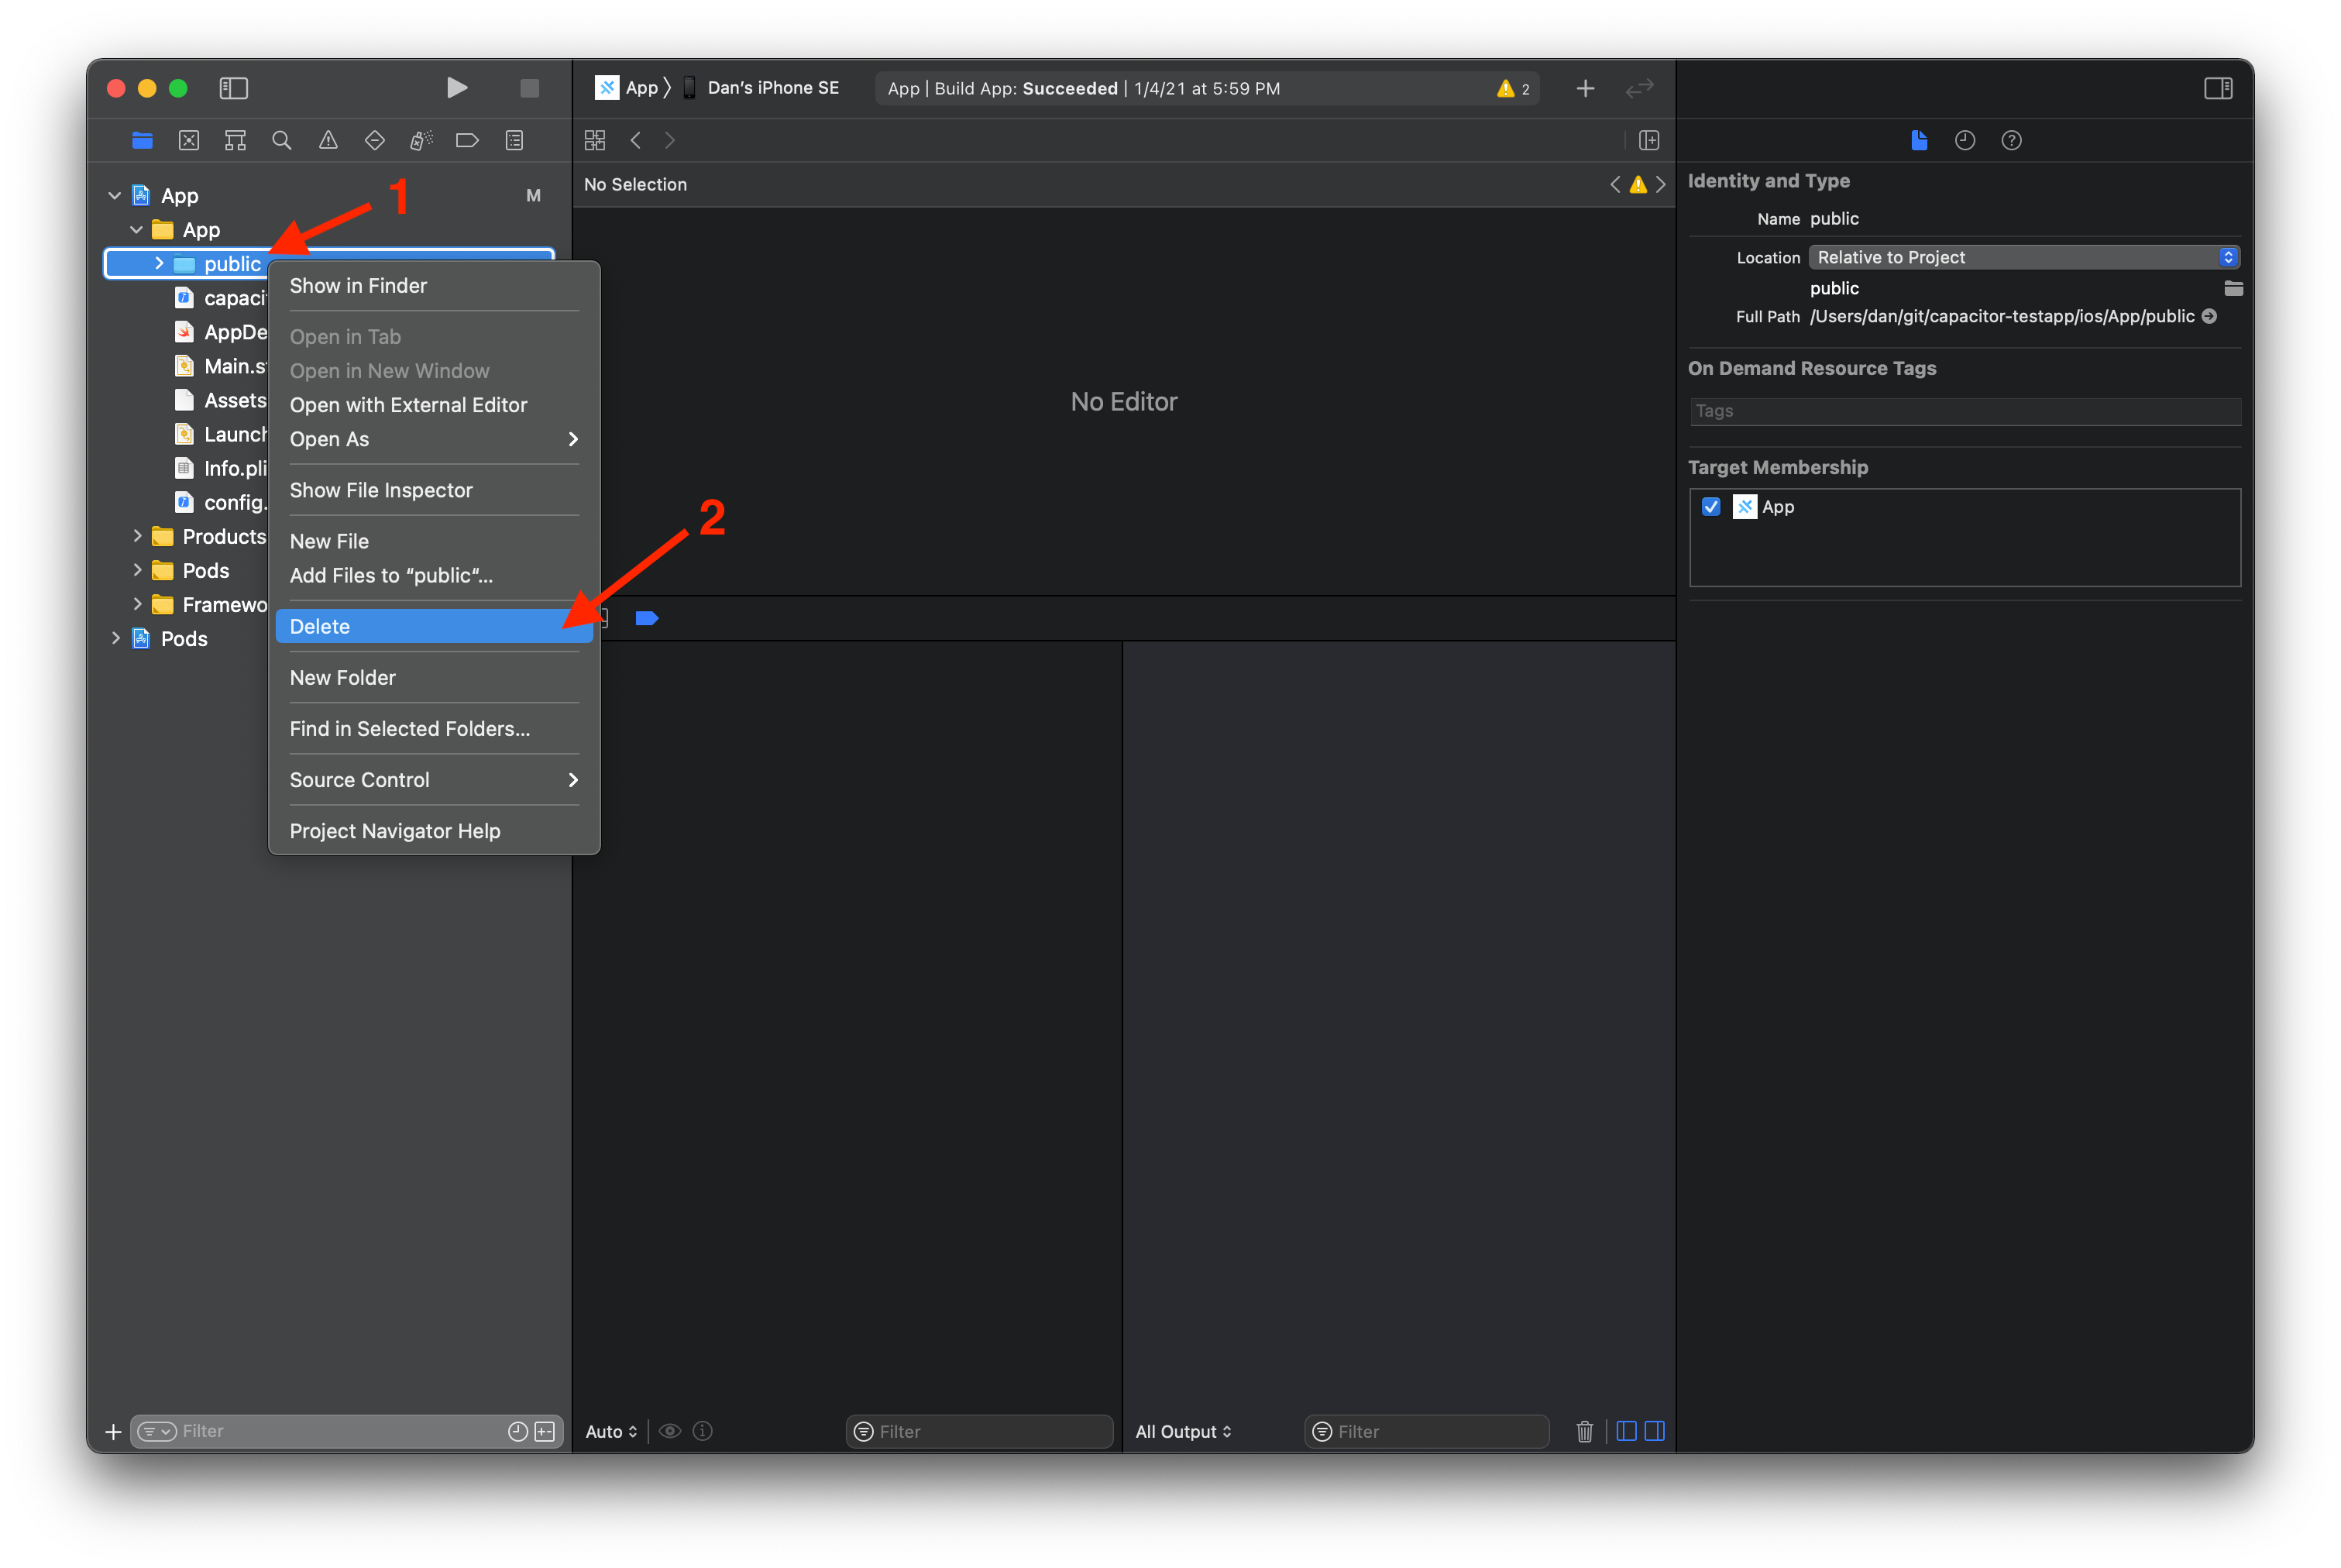 App 〉 Dan's iPhone SE
App | Build App: Succeeded | 1/4/21 at 5:59 PM
2
App
M
1
App
public
capaci
AppDe
Main.s
Assets
Launch
Info.pli
config.
Products
Pods
Framewo
Pods
Show in Finder
Open in Tab
Open in New Window
Open with External Editor
Open As
Show File Inspector
New File
Add Files to “public“...
Delete
2
New Folder
Find in Selected Folders...
Source Control
Project Navigator Help
No Selection
No Editor
Identity and Type
Name public
Location Relative to Project
public
Full Path /Users/dan/git/capacitor-testapp/ios/App/public
On Demand Resource Tags
Tags
Target Membership
App
Filter
Auto
Filter
All Output
Filter